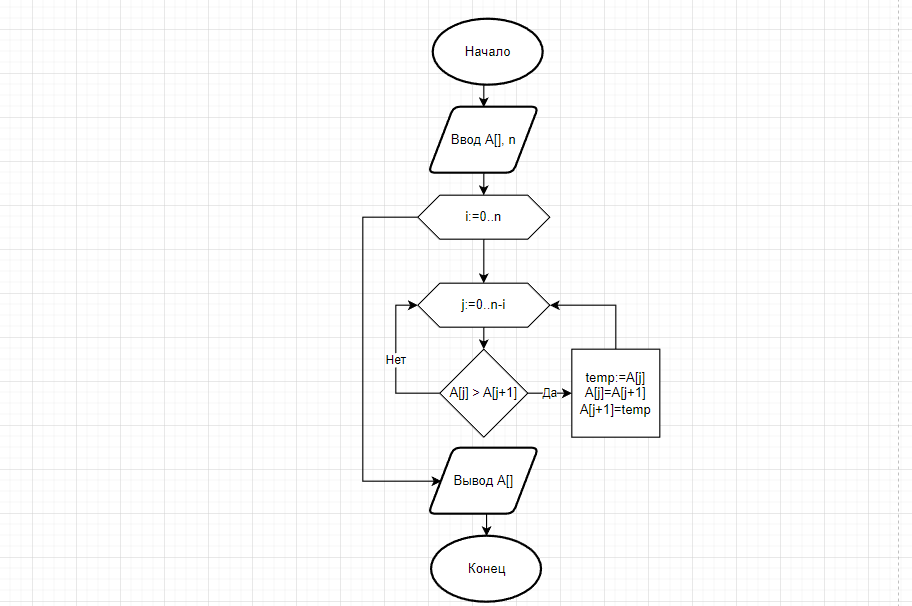 Начало
Ввод A[], n
i:=0..n
j:=0..n-i
Нет
A[j] > A[j+1]
Да
temp:=A[j]
A[j]=A[j+1]
A[j+1]=temp
Вывод A[]
Конец